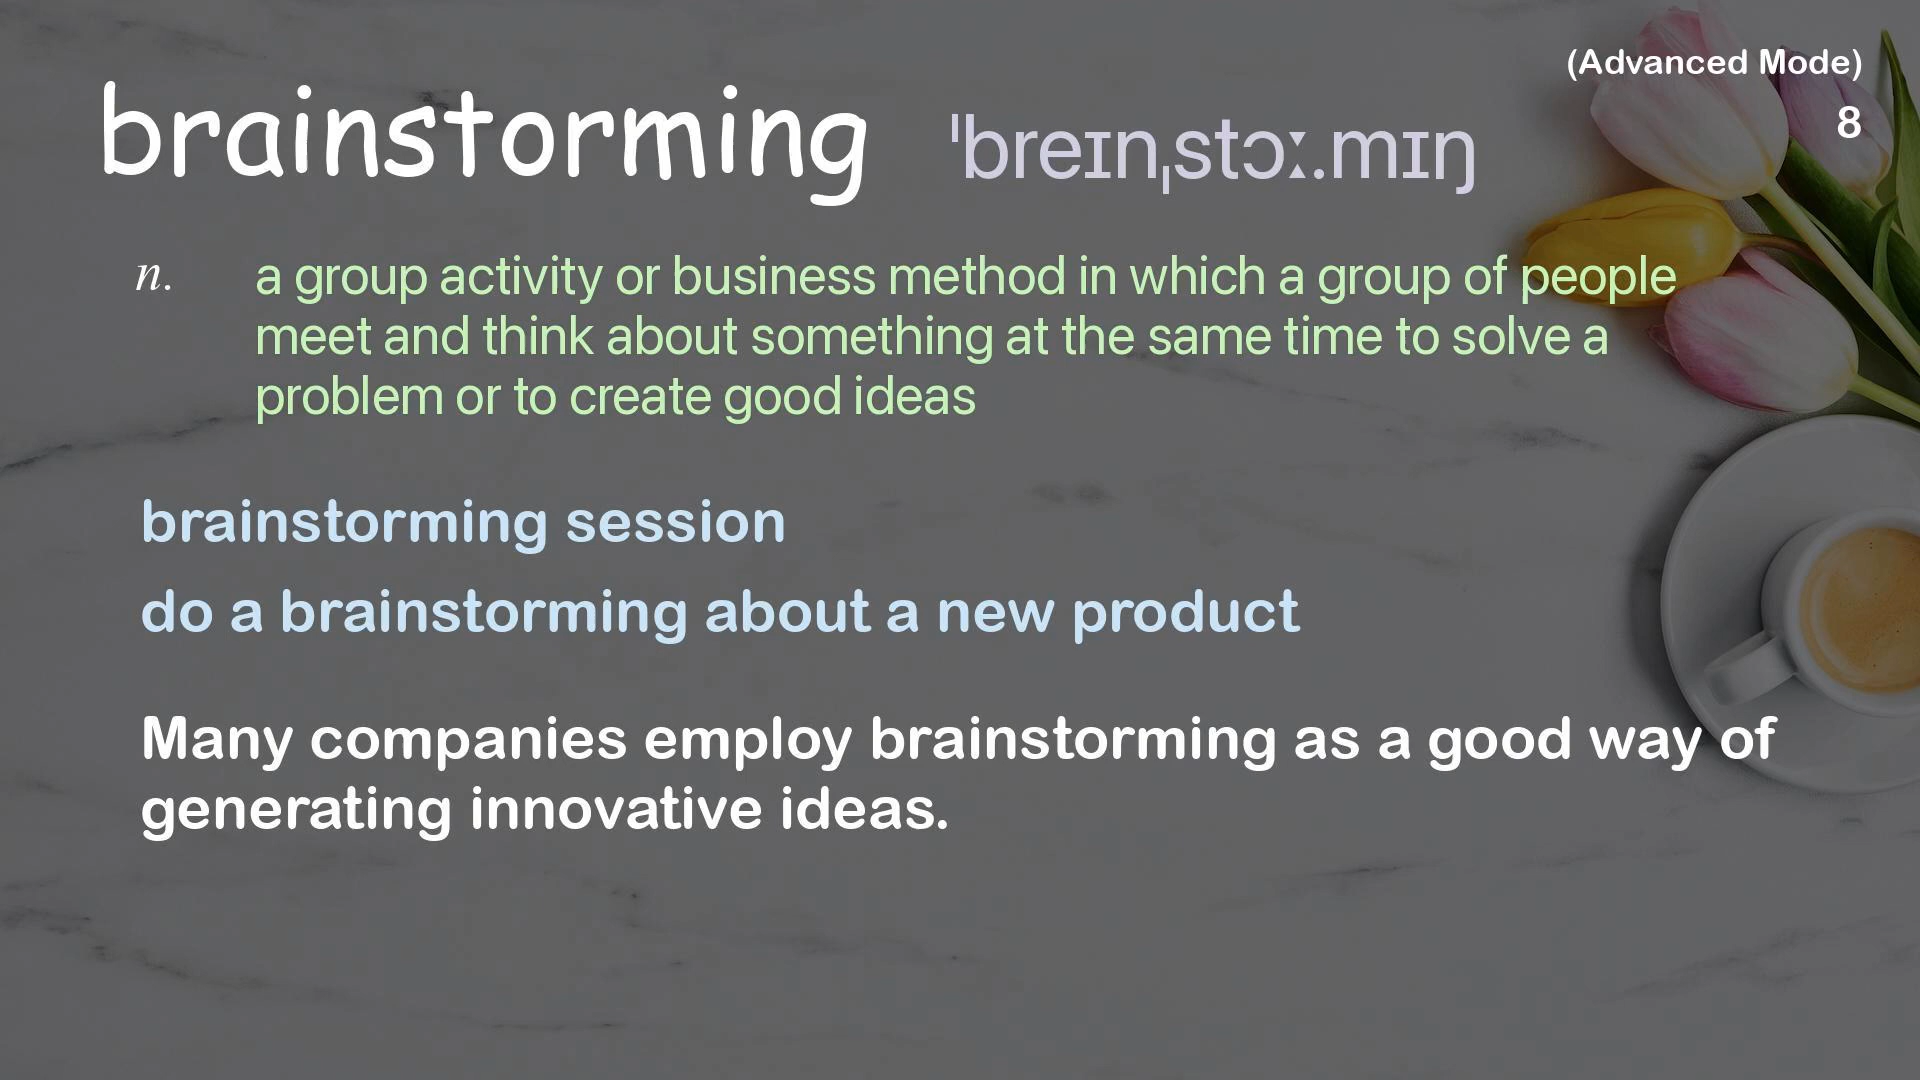 (Advanced Mode)
brainstorming ˈbreɪnˌstɔː.mɪŋ
8
n. a group activity or business method in which a group of people
meet and think about something at the same time to solve a
problem or to create good ideas
brainstorming session
do a brainstorming about a new product
Many companies employ brainstorming as a good way of
generating innovative ideas.